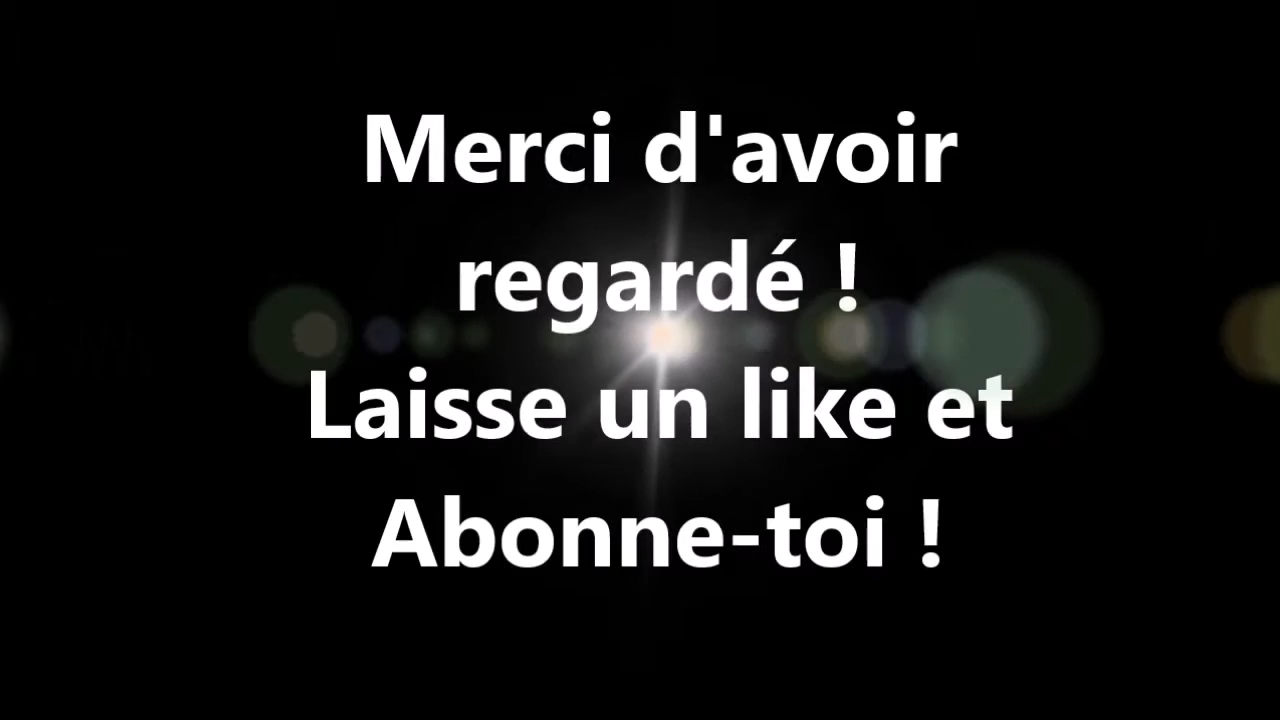 Merci d'avoir
regardé !
Laisse un like et
Abonne-toi !